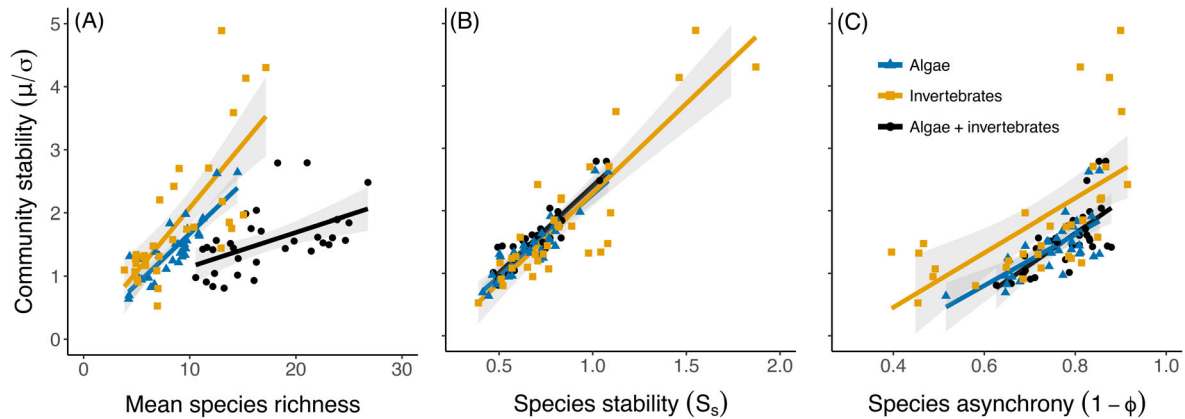 (A)
(B)
(C)
Community stability (μ/σ)
5
4
3
2
1
0
0 10 20 30
Mean species richness
0.5 1.0 1.5 2.0
Species stability (Sₛ)
Algae
Invertebrates
Algae + invertebrates
0.4 0.6 0.8 1.0
Species asynchrony (1 – ϕ)